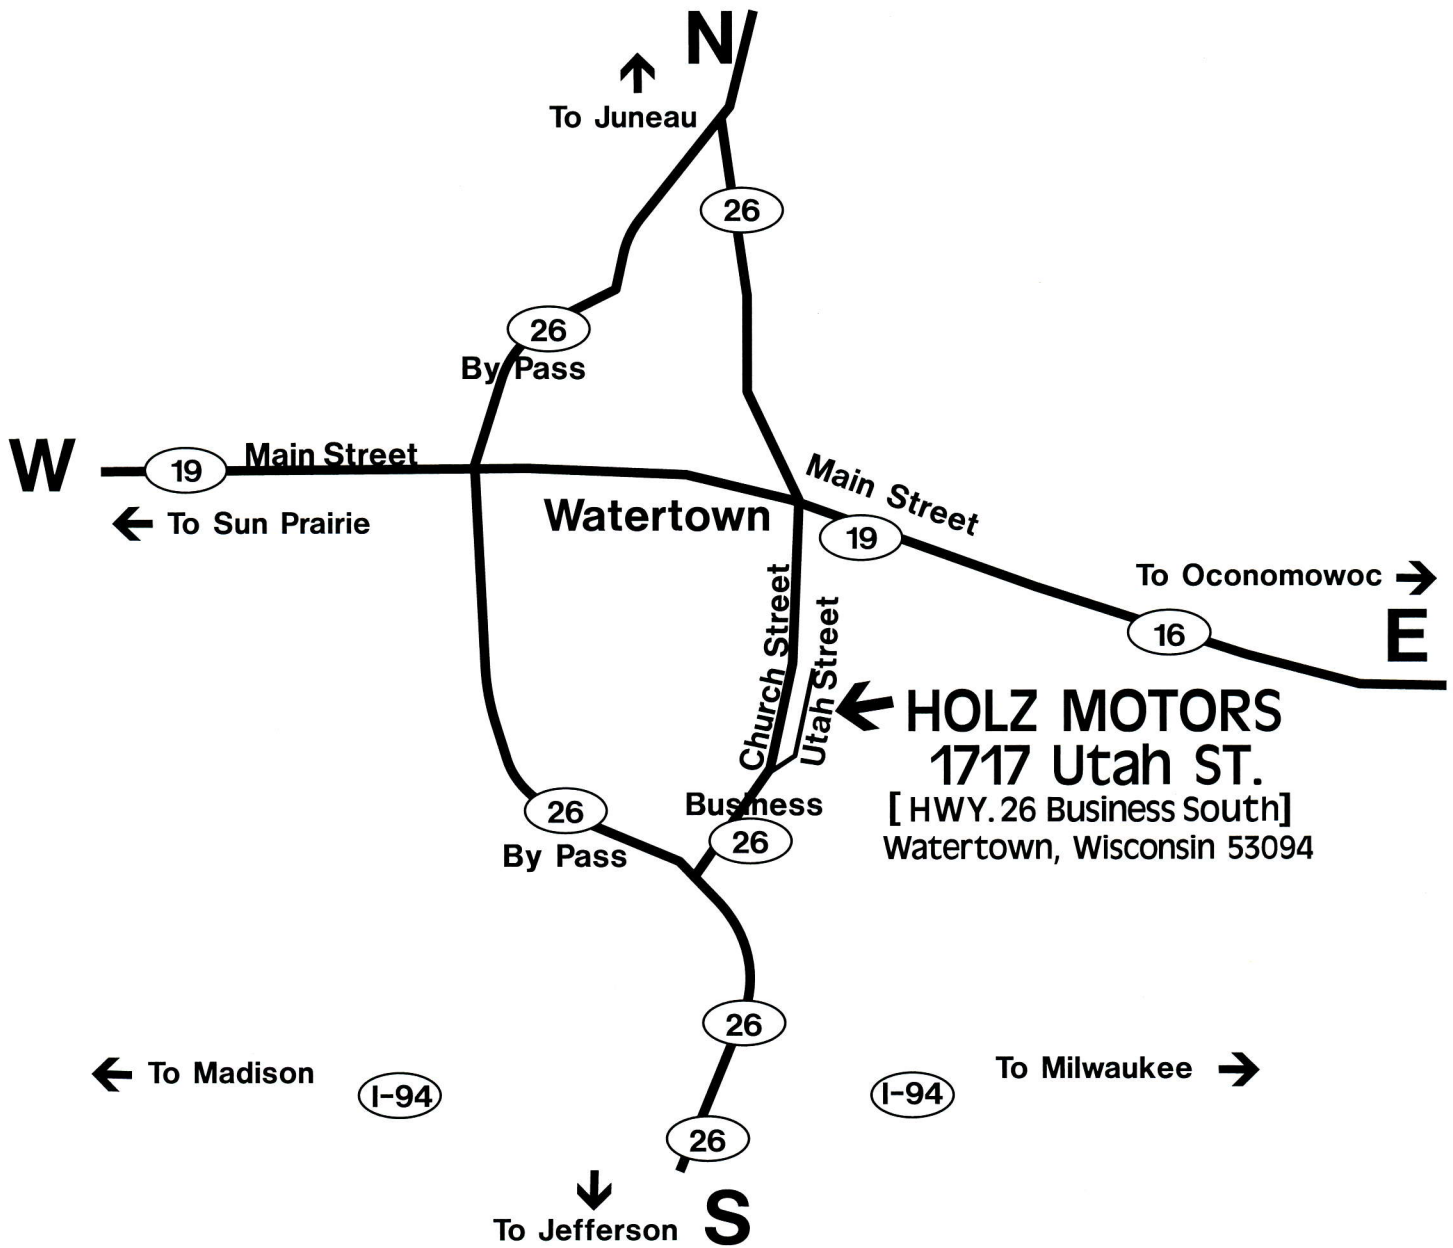 N
To Juneau
26
26
By Pass
W
19
Main Street
To Sun Prairie
Watertown
Main Street
19
To Oconomowoc
16
E
Church Street
Utah Street
HOLZ MOTORS
1717 Utah ST.
[ HWY. 26 Business South]
Watertown, Wisconsin 53094
Business
26
26
By Pass
26
To Madison
I-94
I-94
To Milwaukee
26
To Jefferson
S